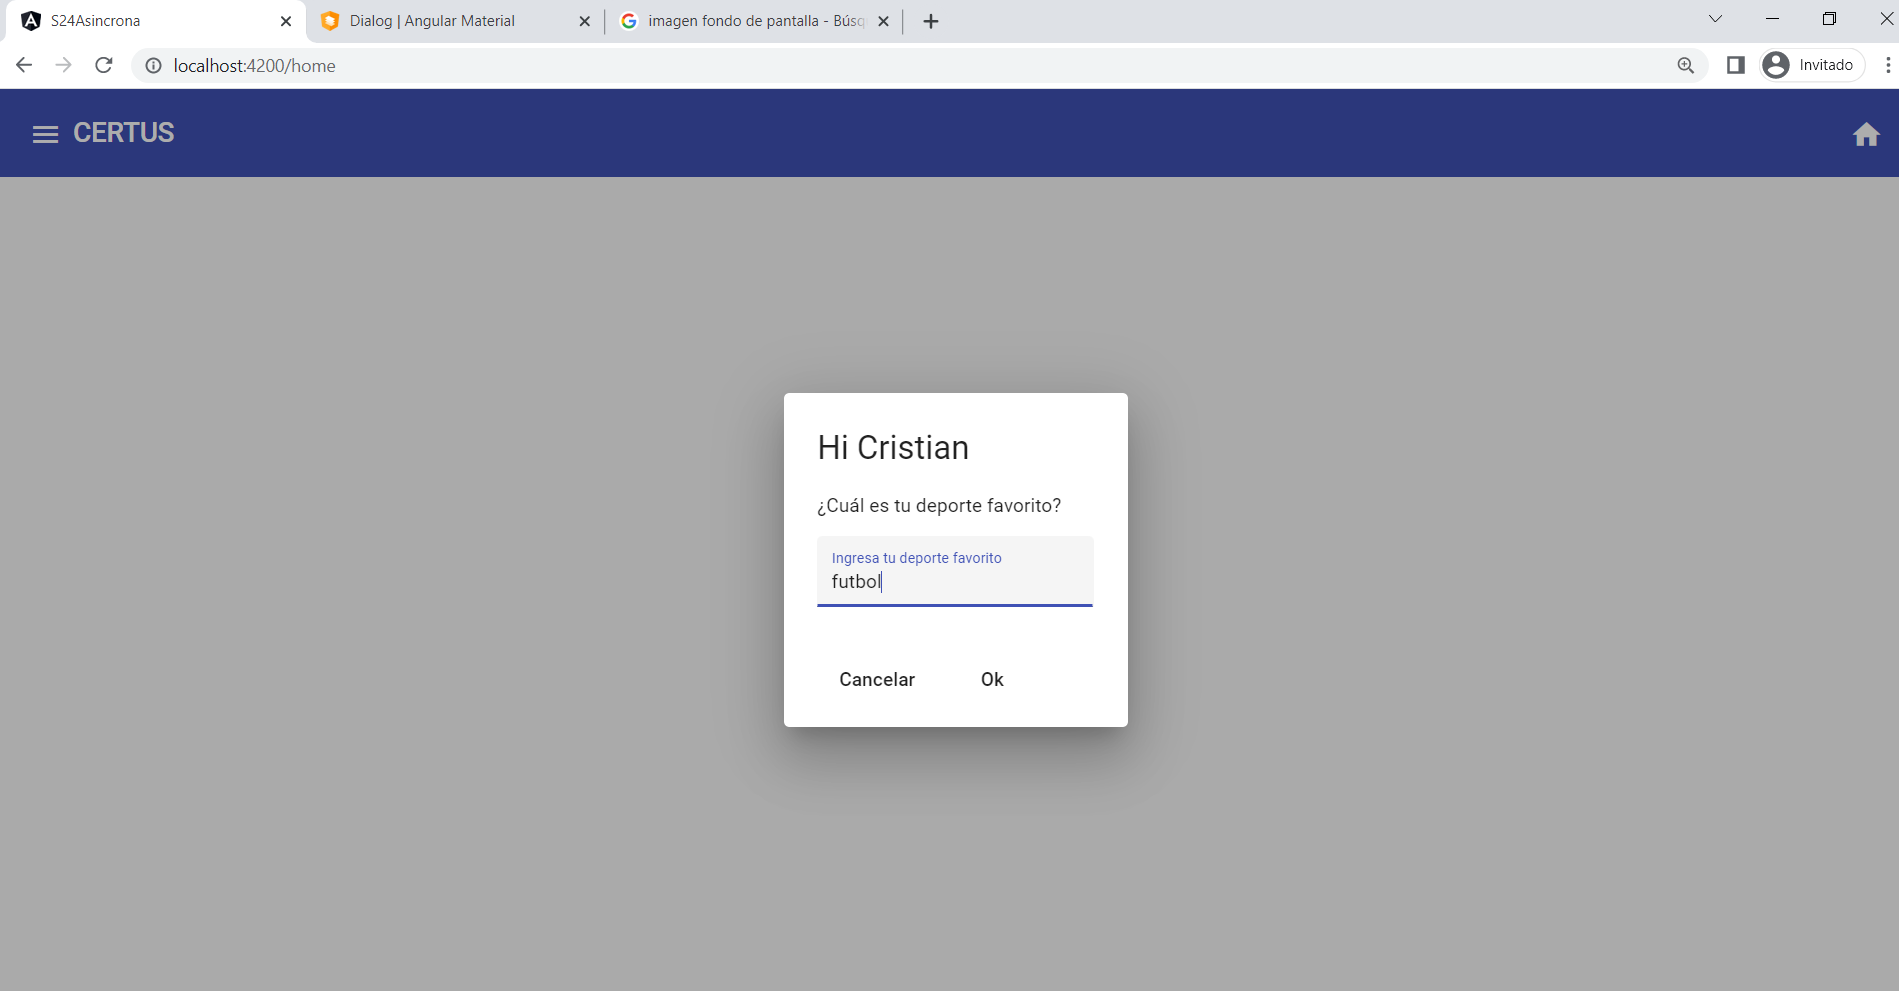 S24Asincrona
Dialog | Angular Material
imagen fondo de pantalla - Búsq
localhost:4200/home
Invitado
CERTUS
Hi Cristian
¿Cuál es tu deporte favorito?
Ingresa tu deporte favorito
futbol
Cancelar Ok